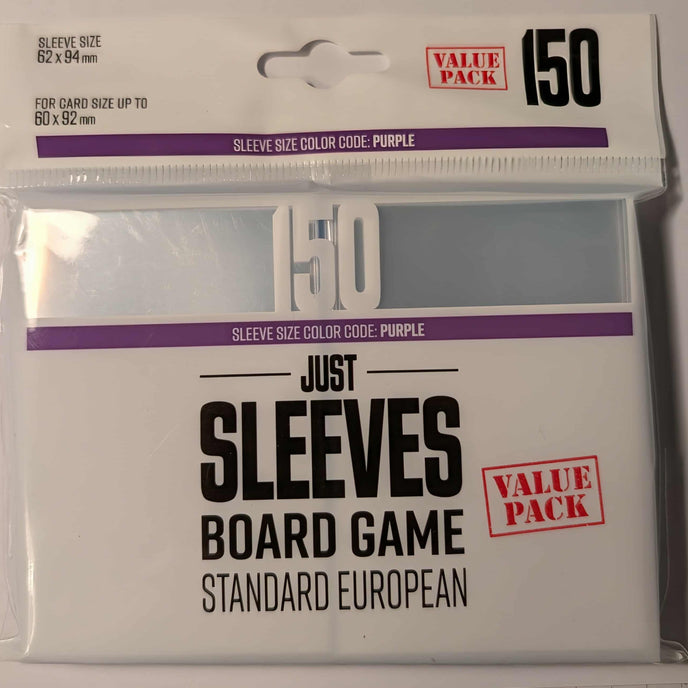 SLEEVE SIZE
62 x 94 mm
FOR CARD SIZE UP TO
60 x 92 mm
VALUE
PACK
150
SLEEVE SIZE COLOR CODE: PURPLE
150
SLEEVE SIZE COLOR CODE: PURPLE
JUST
SLEEVES
BOARD GAME
STANDARD EUROPEAN
VALUE
PACK